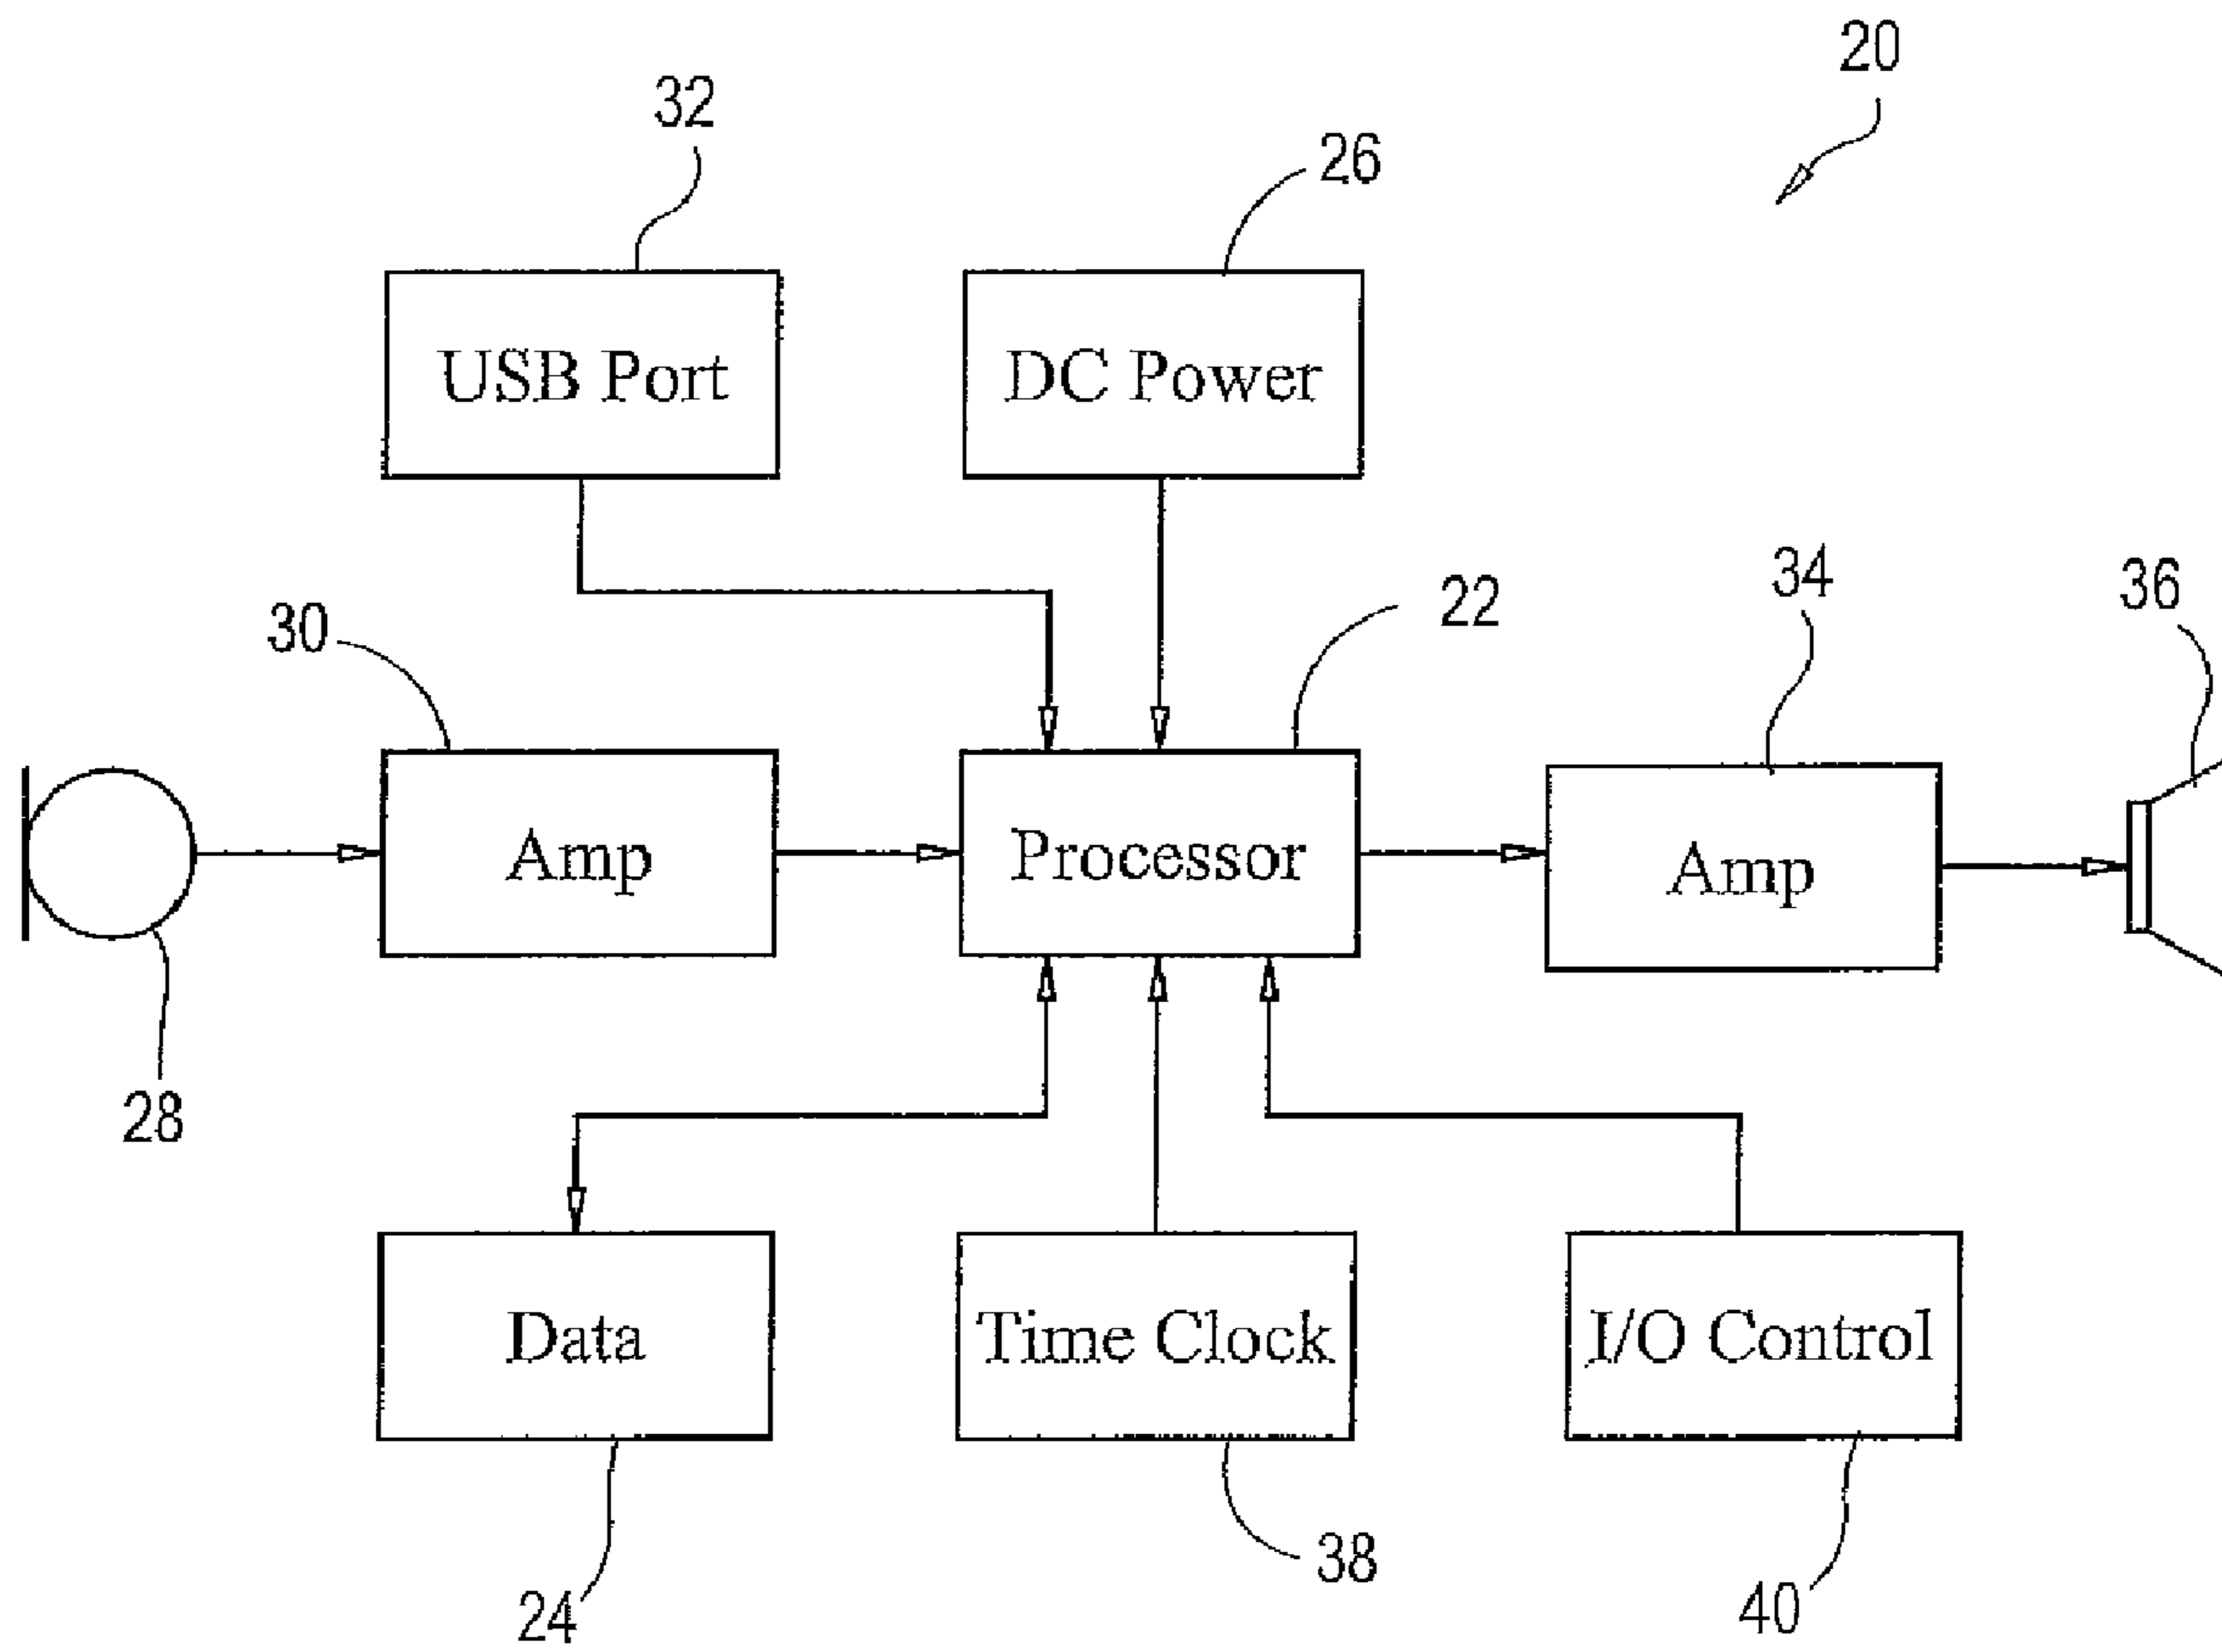 20
32
26
USB Port
DC Power
30
22
34
36
Amp
Processor
Amp
28
Data
Time Clock
I/O Control
24
38
40